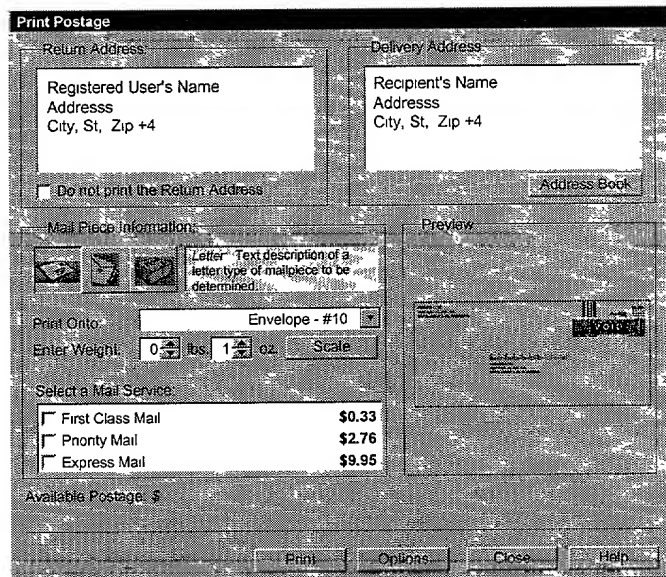 Print Postage
Return Address:
Registered User's Name
Addresss
City, St, Zip +4
Do not print the Return Address
Delivery Address
Recipient's Name
Addresss
City, St, Zip +4
Address Book
Mail Piece Information:
Letter Text description of a
letter type of mailpiece to be
determined.
Print Onto: Envelope - #10
Enter Weight: 0 lbs. 1 oz. Scale
Select a Mail Service:
First Class Mail $0.33
Priority Mail $2.76
Express Mail $9.95
Preview
VOID
Available Postage: $
Print Options... Close Help